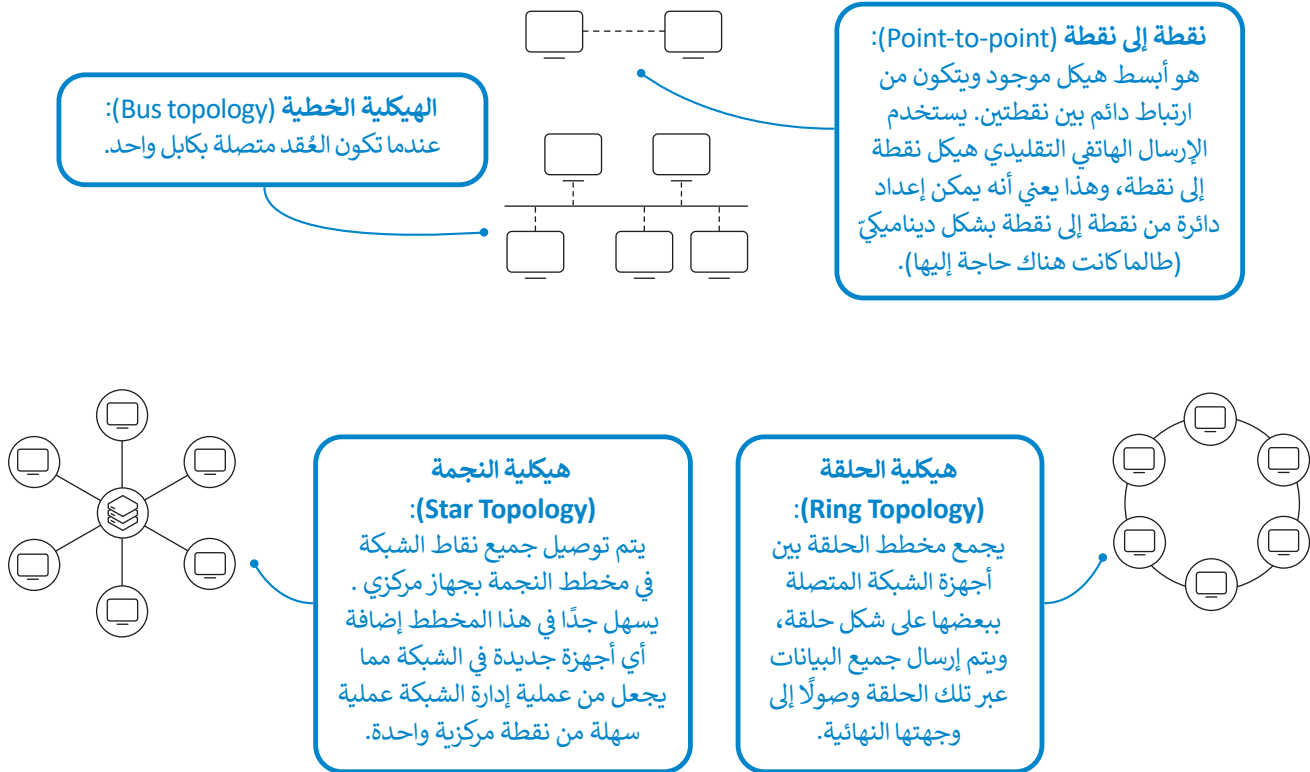 نقطة إلى نقطة (Point-to-point):
هو أبسط هيكل موجود ويتكون من
ارتباط دائم بين نقطتين. يستخدم
الإرسال الهاتفي التقليدي هيكل نقطة
إلى نقطة، وهذا يعني أنه يمكن إعداد
دائرة من نقطة إلى نقطة بشكل ديناميكيّ
(طالما كانت هناك حاجة إليها).
الهيكلية الخطية (Bus topology):
عندما تكون العُقد متصلة بكابل واحد.
هيكلية الحلقة
(Ring Topology):
يجمع مخطط الحلقة بين
أجهزة الشبكة المتصلة
ببعضها على شكل حلقة،
ويتم إرسال جميع البيانات
عبر تلك الحلقة وصولًا إلى
وجهتها النهائية.
هيكلية النجمة
(Star Topology):
يتم توصيل جميع نقاط الشبكة
في مخطط النجمة بجهاز مركزي .
يسهل جدًا في هذا المخطط إضافة
أي أجهزة جديدة في الشبكة مما
يجعل من عملية إدارة الشبكة عملية
سهلة من نقطة مركزية واحدة.